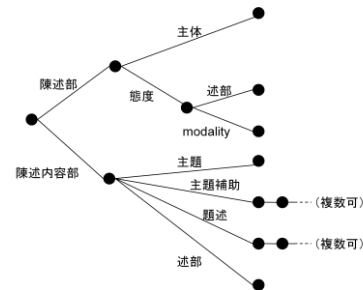 主体
陳述部
態度
述部
modality
陳述内容部
主題
主題補助
(複数可)
題述
(複数可)
述部